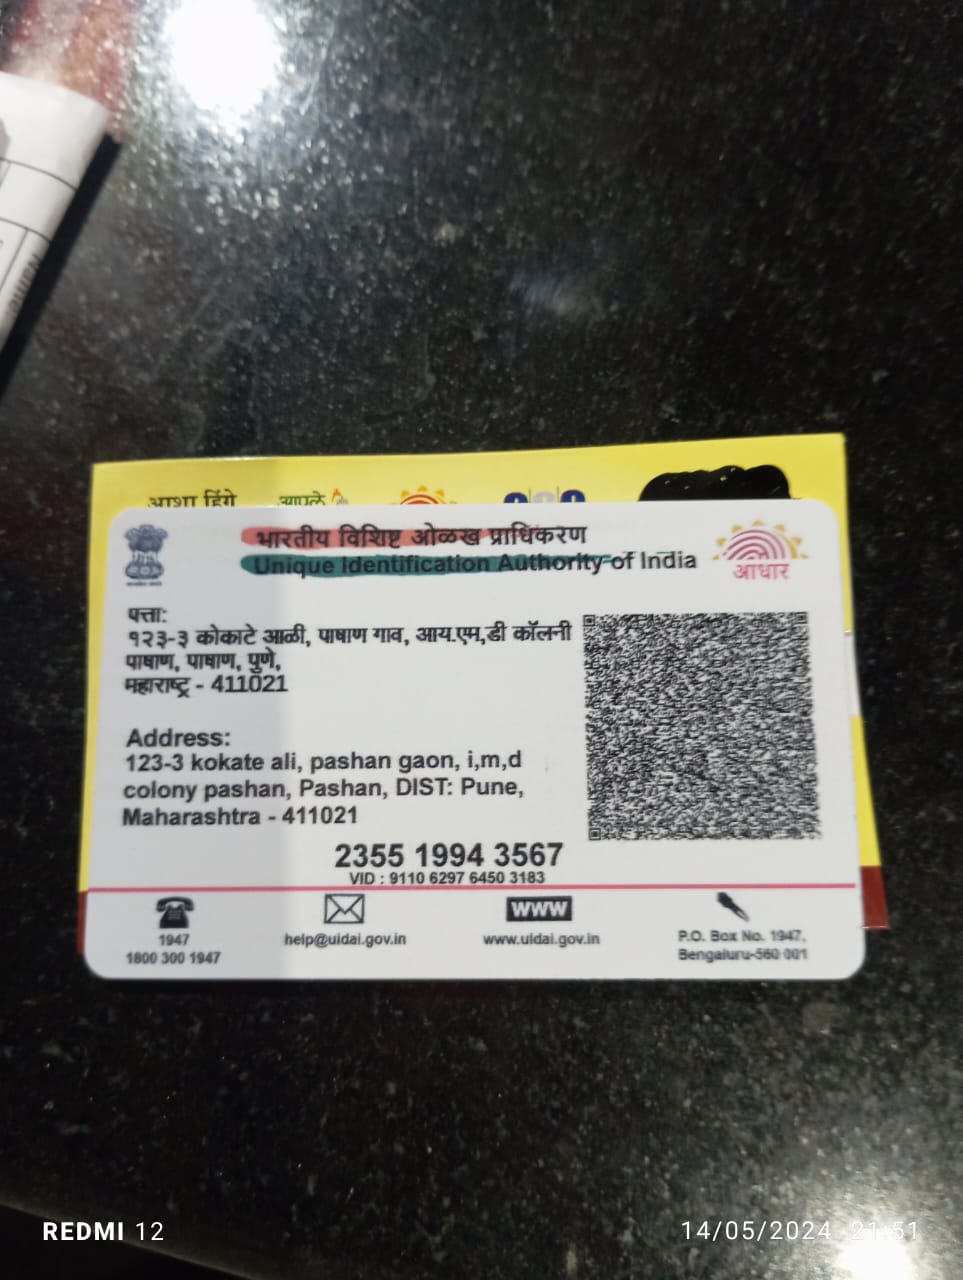 आशा हिंगे
आपले
भारतीय विशिष्ट ओळख प्राधिकरण
Unique Identification Authority of India
आधार
पत्ता:
१२३-३ कोकाटे आळी, पाषाण गाव, आय.एम,डी कॉलनी
पाषाण, पाषाण, पुणे,
महाराष्ट्र - 411021
Address:
123-3 kokate ali, pashan gaon, i,m,d
colony pashan, Pashan, DIST: Pune,
Maharashtra - 411021
2355 1994 3567
VID : 9110 6297 6450 3183
1947
1800 300 1947
help@uidai.gov.in
www
www.uidai.gov.in
P.O. Box No. 1947,
Bengaluru-560 001
REDMI 12
14/05/2024 21:51